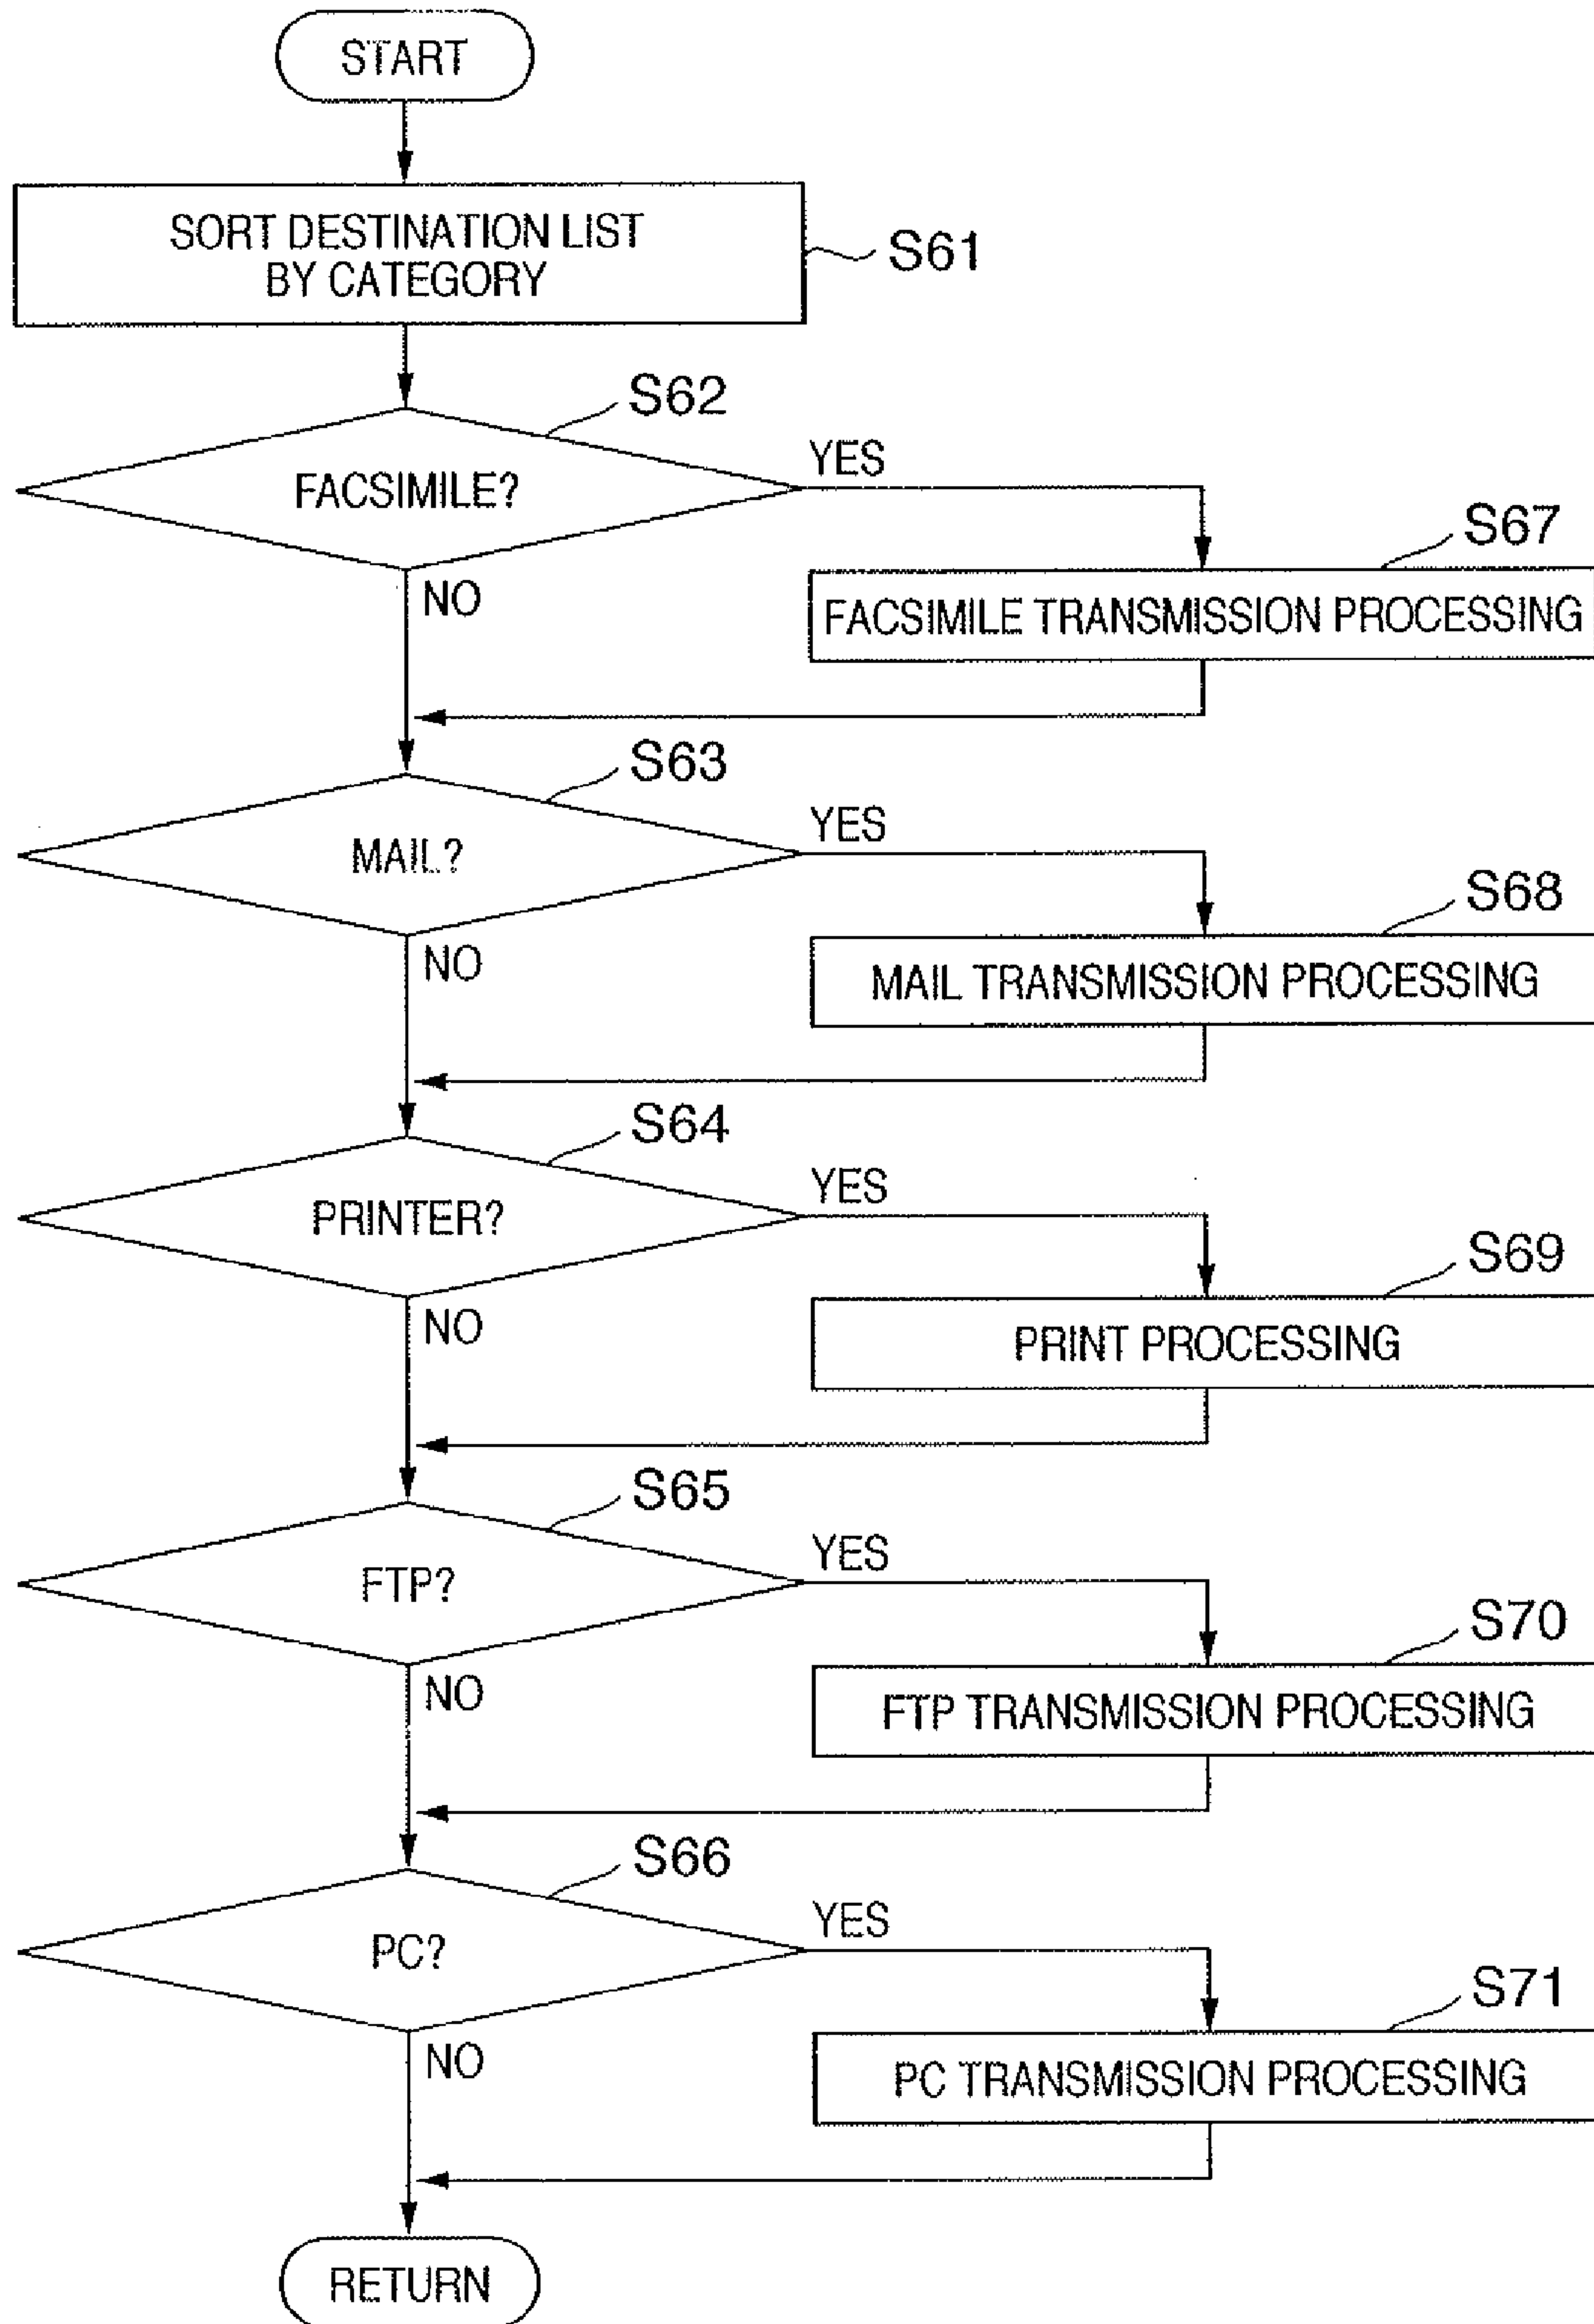 START
SORT DESTINATION LIST
BY CATEGORY
S61
S62
FACSIMILE?
YES
NO
S67
FACSIMILE TRANSMISSION PROCESSING
S63
MAIL?
YES
NO
S68
MAIL TRANSMISSION PROCESSING
S64
PRINTER?
YES
NO
S69
PRINT PROCESSING
S65
FTP?
YES
NO
S70
FTP TRANSMISSION PROCESSING
S66
PC?
YES
NO
S71
PC TRANSMISSION PROCESSING
RETURN